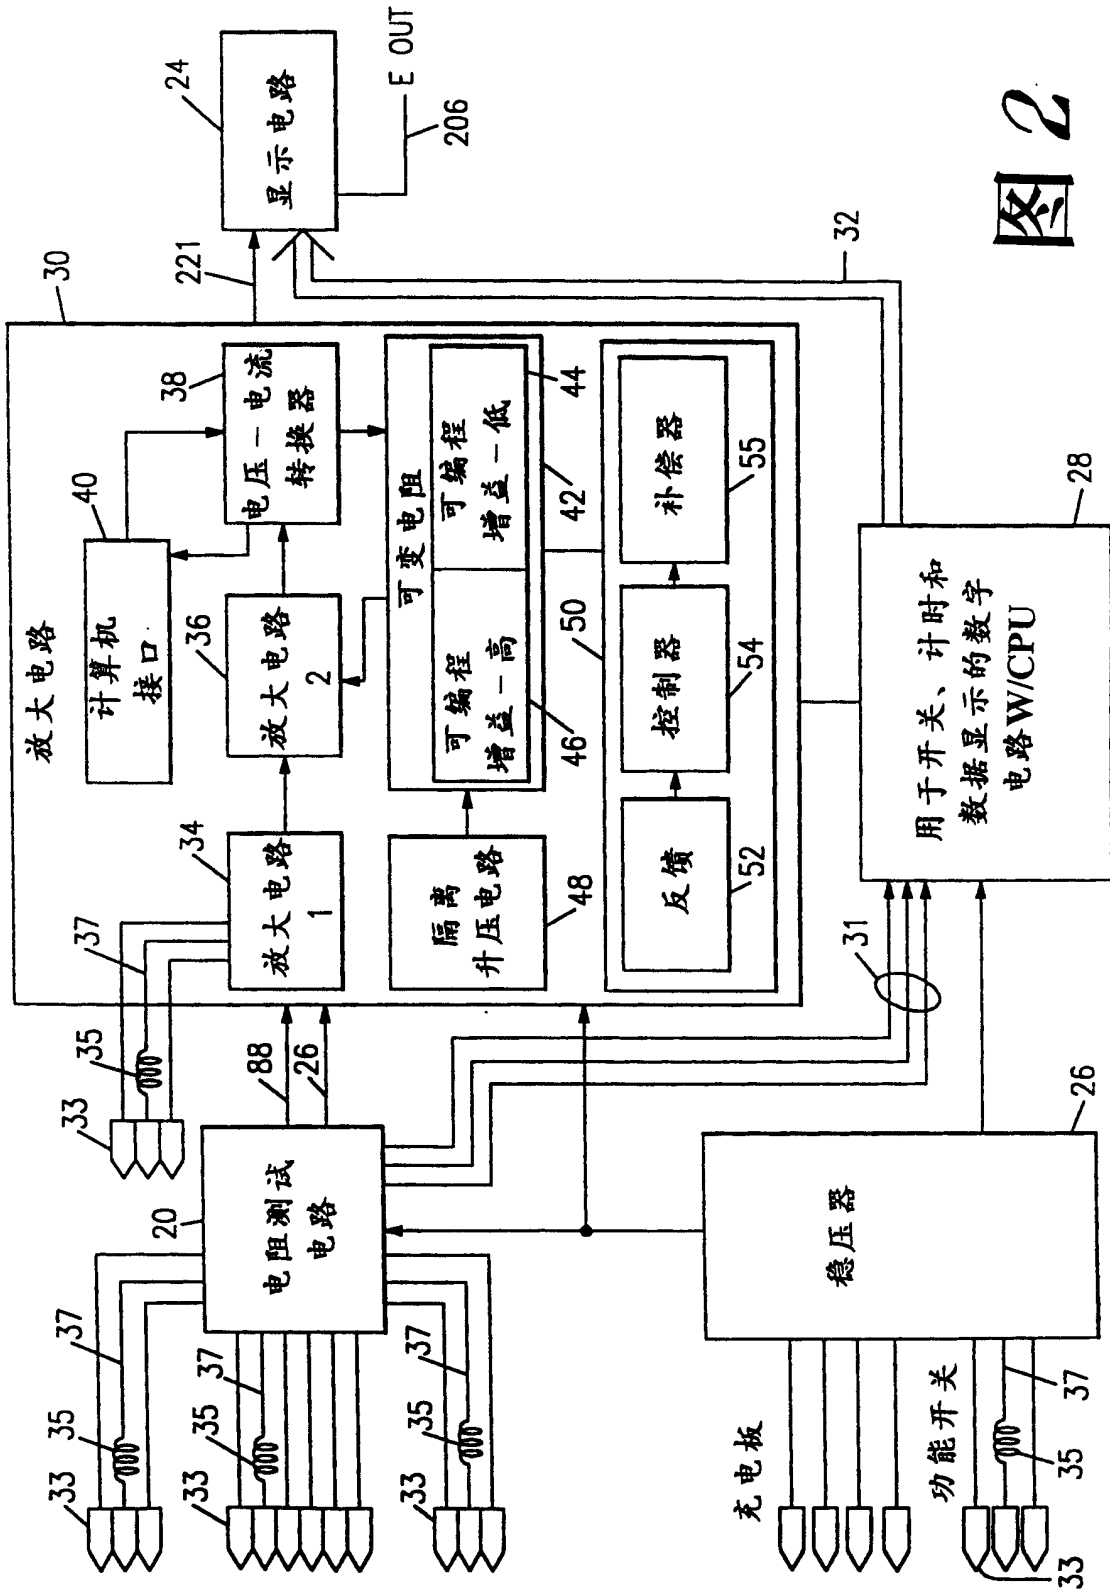 放大电路
30
221
24
显示电路
E OUT
206
32
40
计算机
接口
38
电压－电流
转换器
36
放大电路
2
34
放大电路
1
37
35
33
可变电阻
可编程
增益－低
44
可编程
增益－高
46
42
隔离
升压电路
48
50
反馈
52
控制器
54
补偿器
55
88
26
20
电阻测试
电路
37
35
33
37
35
33
37
35
33
31
28
用于开关、计时和
数据显示的数字
电路W/CPU
26
稳压器
充电板
功能开关
37
35
33
图 2